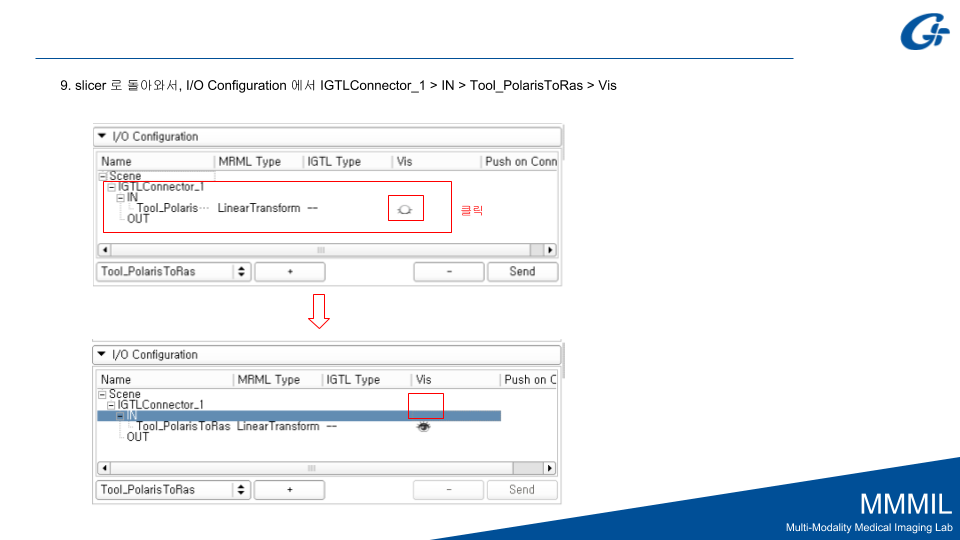 9. slicer 로 돌아와서, I/O Configuration 에서 IGTLConnector_1 > IN > Tool_PolarisToRas > Vis
I/O Configuration
Name MRML Type IGTL Type Vis Push on Conn
Scene
IGTLConnector_1
IN
Tool_Polaris··· LinearTransform --
클릭
OUT
Tool_PolarisToRas + - Send
I/O Configuration
Name MRML Type IGTL Type Vis Push on C
Scene
IGTLConnector_1
IN
Tool_PolarisToRas LinearTransform --
OUT
Tool_PolarisToRas + - Send
MMMIL
Multi-Modality Medical Imaging Lab